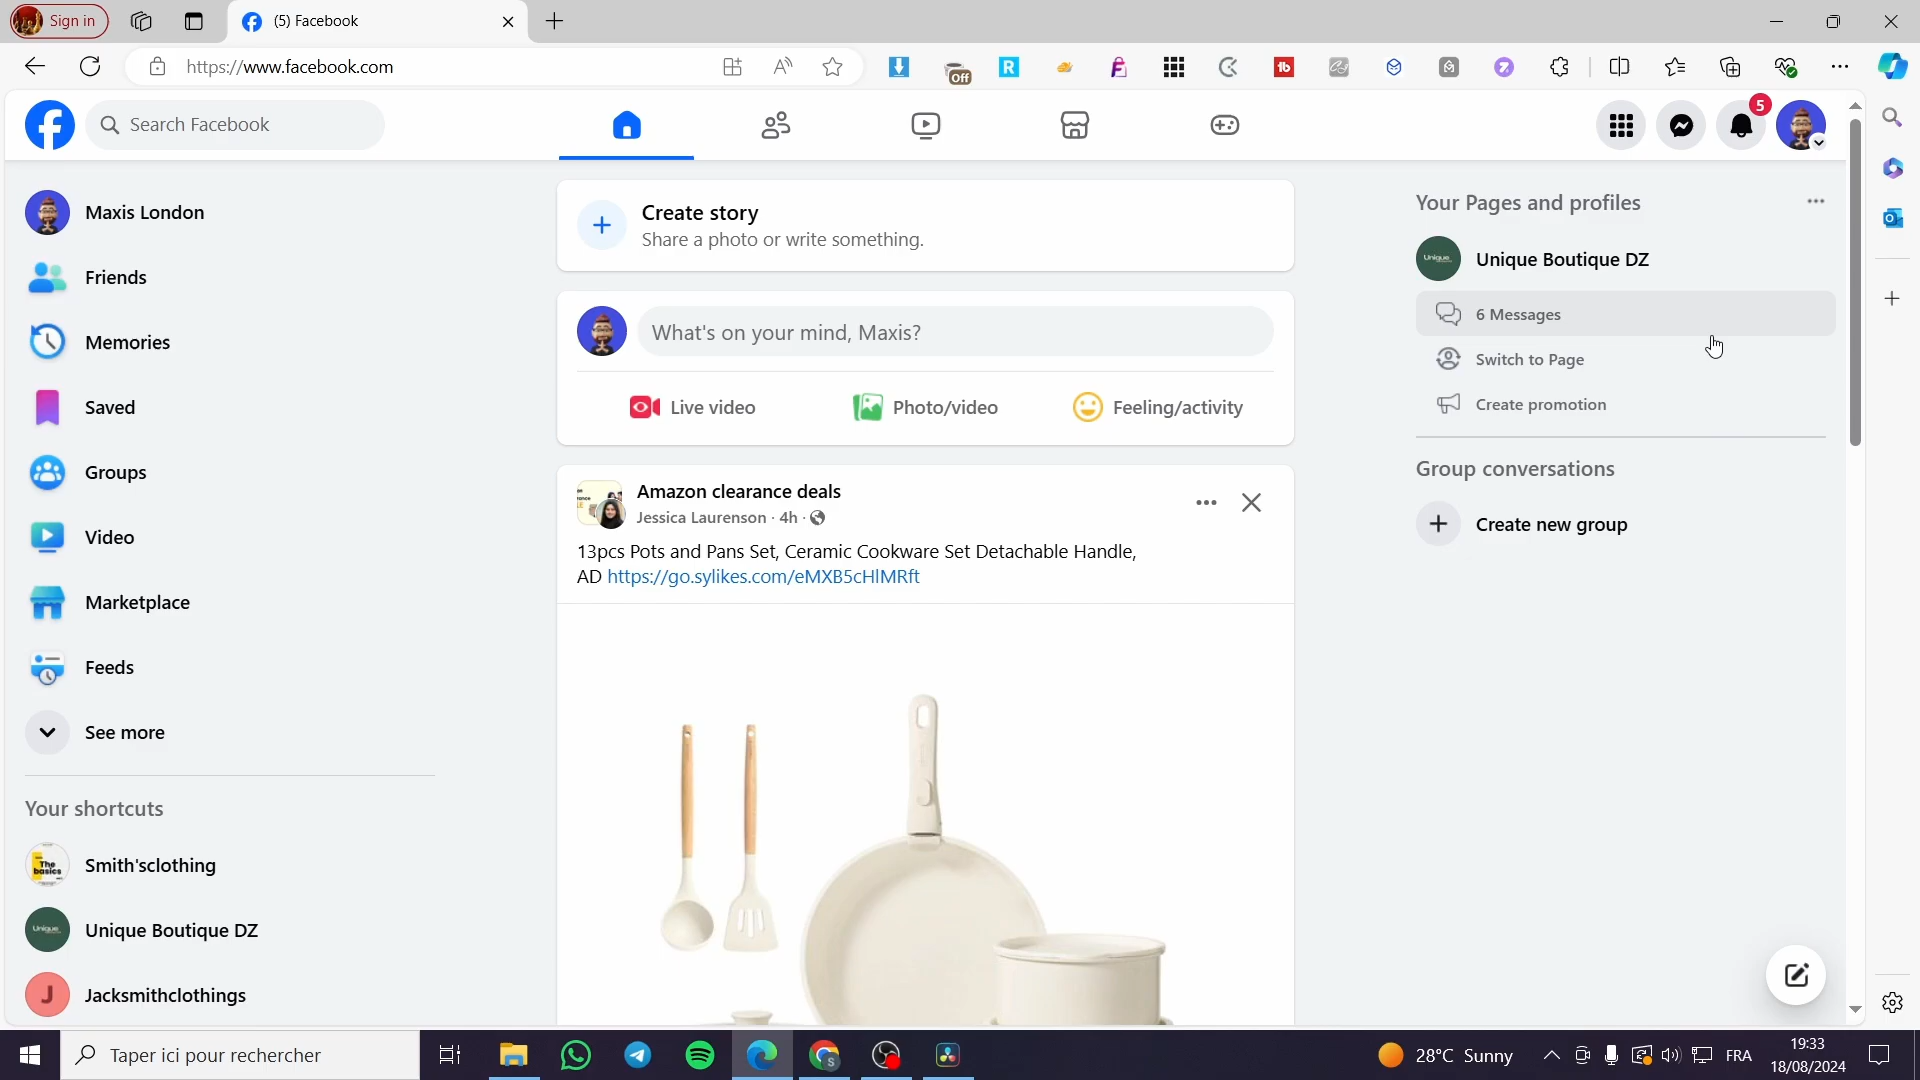 Sign in
(5) Facebook
https://www.facebook.com
Off
Search Facebook
5
Maxis London
Friends
Memories
Saved
Groups
Video
Marketplace
Feeds
See more
Your shortcuts
Smith'sclothing
Unique Boutique DZ
J
Jacksmithclothings
Create story
Share a photo or write something.
What's on your mind, Maxis?
Live video
Photo/video
Feeling/activity
Amazon clearance deals
Jessica Laurenson · 4h ·
13pcs Pots and Pans Set, Ceramic Cookware Set Detachable Handle,
AD https://go.sylikes.com/eMXB5cHlMRft
Your Pages and profiles
Unique Boutique DZ
6 Messages
Switch to Page
Create promotion
Group conversations
Create new group
Taper ici pour rechercher
28°C Sunny
FRA
19:33
18/08/2024